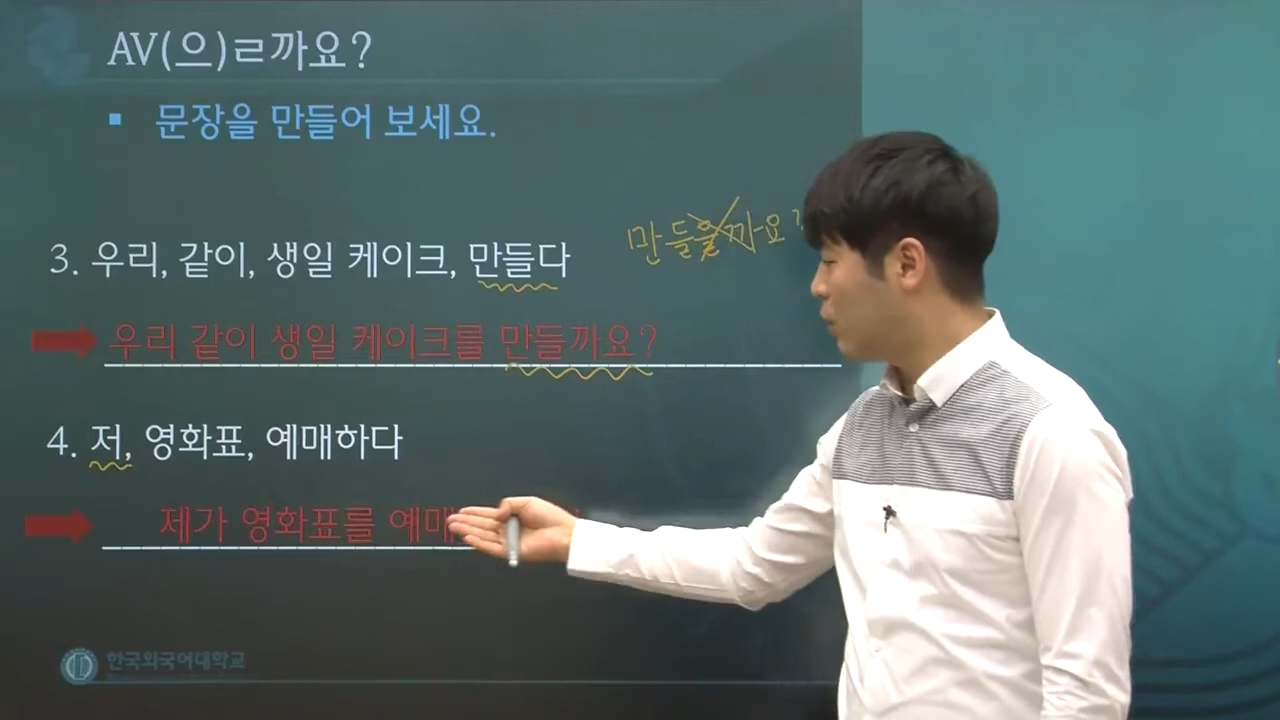 AV(으)ㄹ까요?
▪ 문장을 만들어 보세요.
만들을까요?
3. 우리, 같이, 생일 케이크, 만들다
우리 같이 생일 케이크를 만들까요?
4. 저, 영화표, 예매하다
제가 영화표를 예매
한국외국어대학교